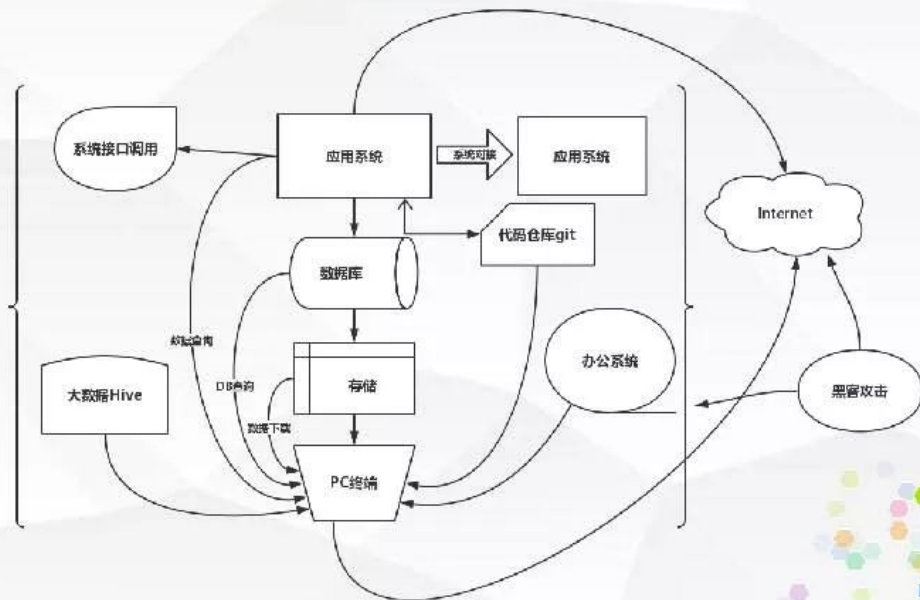 系统接口调用
应用系统
系统对接
应用系统
Internet
代码仓库git
数据库
数据查询
DB查询
存储
数据下载
办公系统
大数据Hive
黑客攻击
PC终端